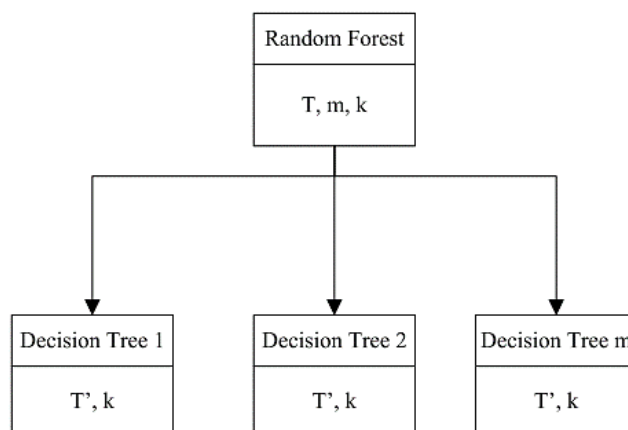 Random Forest
T, m, k
Decision Tree 1
T’, k
Decision Tree 2
T’, k
Decision Tree m
T’, k